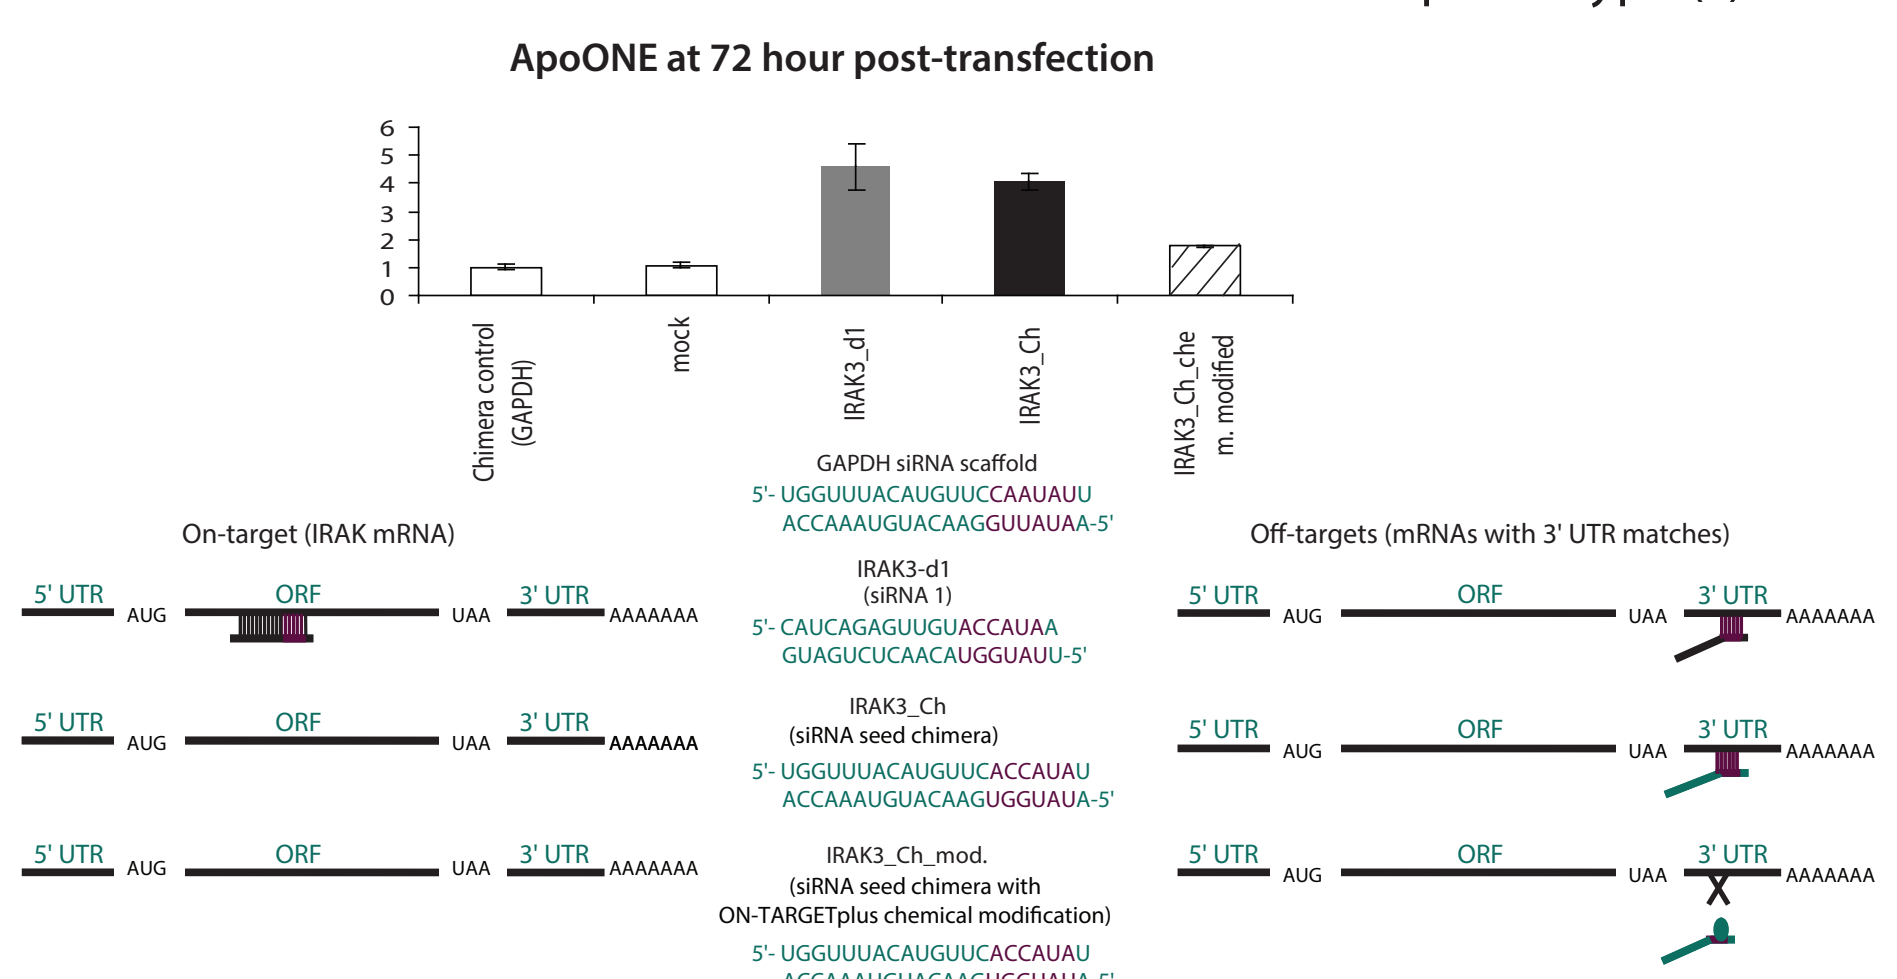 ApoONE at 72 hour post-transfection
6
5
4
3
2
1
0
Chimera control
(GAPDH)
mock
IRAK3_d1
IRAK3_Ch
IRAK3_Ch_che
m. modified
GAPDH siRNA scaffold
5'- UGGUUUACAUGUUCCAAUAUU
ACCAAAUGUACAAGGUUAUAA-5'
On-target (IRAK mRNA)
Off-targets (mRNAs with 3' UTR matches)
IRAK3-d1
(siRNA 1)
5'- CAUCAGAGUUGUACCAUAA
GUAGUCUCAACAUGGUAUU-5'
5' UTR AUG ORF UAA 3' UTR AAAAAAA
5' UTR AUG ORF UAA 3' UTR AAAAAAA
IRAK3_Ch
(siRNA seed chimera)
5'- UGGUUUACAUGUUCACCAUAU
ACCAAAUGUACAAGUGGUAUA-5'
5' UTR AUG ORF UAA 3' UTR AAAAAAA
5' UTR AUG ORF UAA 3' UTR AAAAAAA
IRAK3_Ch_mod.
(siRNA seed chimera with
ON-TARGETplus chemical modification)
5'- UGGUUUACAUGUUCACCAUAU
ACCAAAUGUACAAGUGGUAUA-5'
5' UTR AUG ORF UAA 3' UTR AAAAAAA
5' UTR AUG ORF UAA 3' UTR AAAAAAA